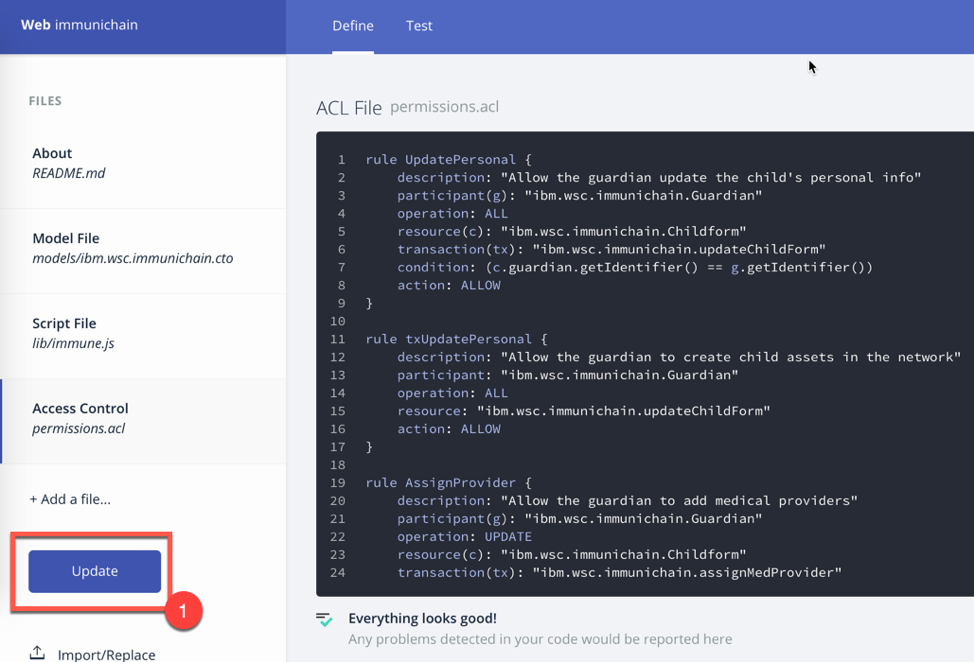 Web immunichain
Define
Test
FILES
About
README.md
Model File
models/ibm.wsc.immunichain.cto
Script File
lib/immune.js
Access Control
permissions.acl
+ Add a file...
Update
1
Import/Replace
ACL File permissions.acl
1 rule UpdatePersonal {
2     description: "Allow the guardian update the child's personal info"
3     participant(g): "ibm.wsc.immunichain.Guardian"
4     operation: ALL
5     resource(c): "ibm.wsc.immunichain.Childform"
6     transaction(tx): "ibm.wsc.immunichain.updateChildForm"
7     condition: (c.guardian.getIdentifier() == g.getIdentifier())
8     action: ALLOW
9 }
10
11 rule txUpdatePersonal {
12     description: "Allow the guardian to create child assets in the network"
13     participant: "ibm.wsc.immunichain.Guardian"
14     operation: ALL
15     resource: "ibm.wsc.immunichain.updateChildForm"
16     action: ALLOW
17 }
18
19 rule AssignProvider {
20     description: "Allow the guardian to add medical providers"
21     participant(g): "ibm.wsc.immunichain.Guardian"
22     operation: UPDATE
23     resource(c): "ibm.wsc.immunichain.Childform"
24     transaction(tx): "ibm.wsc.immunichain.assignMedProvider"
Everything looks good!
Any problems detected in your code would be reported here